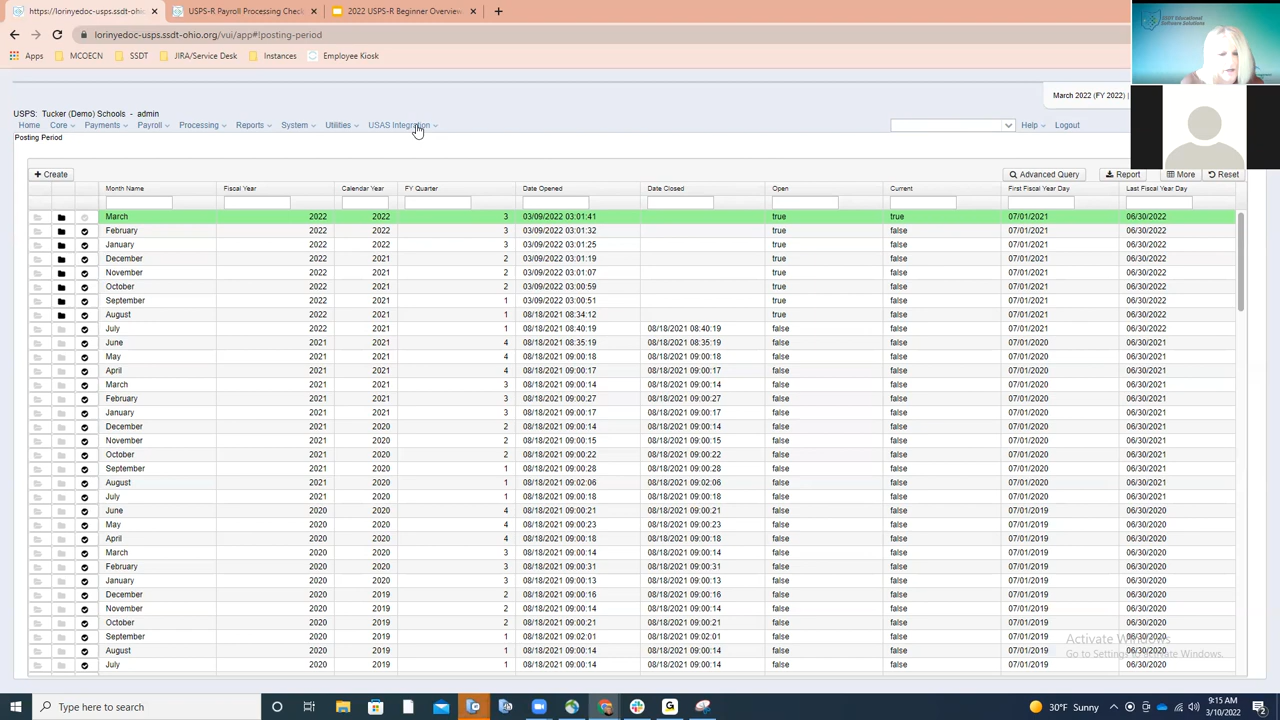 https://lorinyedoc-usps.ssdt-ohio × USPS-R Payroll Processing Check × 2022 USPS-R Beginner Overview × +
lorinyedoc-usps.ssdt-ohio.org/vue/app#!postingperiod
Apps MCOECN SSDT JIRA/Service Desk Instances Employee Kiosk
SSDT Educational
Software Solutions
March 2022 (FY 2022) |
USPS: Tucker (Demo) Schools - admin
Home Core Payments Payroll Processing Reports System Utilities USAS Integration Help Logout
Posting Period
+ Create Advanced Query Report More Reset
Month Name Fiscal Year Calendar Year FY Quarter Date Opened Date Closed Open Current First Fiscal Year Day Last Fiscal Year Day
March 2022 2022 3 03/09/2022 03:01:41 true true 07/01/2021 06/30/2022
February 2022 2022 3 03/09/2022 03:01:32 true false 07/01/2021 06/30/2022
January 2022 2022 3 03/09/2022 03:01:25 true false 07/01/2021 06/30/2022
December 2022 2021 2 03/09/2022 03:01:19 true false 07/01/2021 06/30/2022
November 2022 2021 2 03/09/2022 03:01:07 true false 07/01/2021 06/30/2022
October 2022 2021 2 03/09/2022 03:00:59 true false 07/01/2021 06/30/2022
September 2022 2021 1 03/09/2022 03:00:51 true false 07/01/2021 06/30/2022
August 2022 2021 1 08/18/2021 08:34:12 true false 07/01/2021 06/30/2022
July 2022 2021 1 08/18/2021 08:40:19 08/18/2021 08:40:19 false false 07/01/2021 06/30/2022
June 2021 2021 4 08/18/2021 08:35:19 08/18/2021 08:35:19 false false 07/01/2020 06/30/2021
May 2021 2021 4 08/18/2021 09:00:18 08/18/2021 09:00:18 false false 07/01/2020 06/30/2021
April 2021 2021 4 08/18/2021 09:00:17 08/18/2021 09:00:17 false false 07/01/2020 06/30/2021
March 2021 2021 3 08/18/2021 09:00:14 08/18/2021 09:00:14 false false 07/01/2020 06/30/2021
February 2021 2021 3 08/18/2021 09:00:27 08/18/2021 09:00:27 false false 07/01/2020 06/30/2021
January 2021 2021 3 08/18/2021 09:00:17 08/18/2021 09:00:17 false false 07/01/2020 06/30/2021
December 2021 2020 2 08/18/2021 09:00:14 08/18/2021 09:00:14 false false 07/01/2020 06/30/2021
November 2021 2020 2 08/18/2021 09:00:15 08/18/2021 09:00:15 false false 07/01/2020 06/30/2021
October 2021 2020 2 08/18/2021 09:00:22 08/18/2021 09:00:22 false false 07/01/2020 06/30/2021
September 2021 2020 1 08/18/2021 09:00:28 08/18/2021 09:00:28 false false 07/01/2020 06/30/2021
August 2021 2020 1 08/18/2021 09:02:06 08/18/2021 09:02:06 false false 07/01/2020 06/30/2021
July 2021 2020 1 08/18/2021 09:00:18 08/18/2021 09:00:18 false false 07/01/2020 06/30/2021
June 2020 2020 4 08/18/2021 09:00:21 08/18/2021 09:00:21 false false 07/01/2019 06/30/2020
May 2020 2020 4 08/18/2021 09:00:23 08/18/2021 09:00:23 false false 07/01/2019 06/30/2020
April 2020 2020 4 08/18/2021 09:00:18 08/18/2021 09:00:18 false false 07/01/2019 06/30/2020
March 2020 2020 3 08/18/2021 09:00:14 08/18/2021 09:00:14 false false 07/01/2019 06/30/2020
February 2020 2020 3 08/18/2021 09:00:31 08/18/2021 09:00:31 false false 07/01/2019 06/30/2020
January 2020 2020 3 08/18/2021 09:00:13 08/18/2021 09:00:13 false false 07/01/2019 06/30/2020
December 2020 2019 2 08/18/2021 09:00:16 08/18/2021 09:00:16 false false 07/01/2019 06/30/2020
November 2020 2019 2 08/18/2021 09:00:14 08/18/2021 09:00:14 false false 07/01/2019 06/30/2020
October 2020 2019 2 08/18/2021 09:00:21 08/18/2021 09:00:21 false false 07/01/2019 06/30/2020
September 2020 2019 1 08/18/2021 09:02:01 08/18/2021 09:02:01 false false 07/01/2019 06/30/2020
August 2020 2019 1 08/18/2021 09:00:14 08/18/2021 09:00:14 false false 07/01/2019 06/30/2020
July 2020 2019 1 08/18/2021 09:00:14 08/18/2021 09:00:14 false false 07/01/2019 06/30/2020
Activate Windows
Go to Settings to activate Windows.
Type here to search 30°F Sunny 9:15 AM
3/10/2022 2